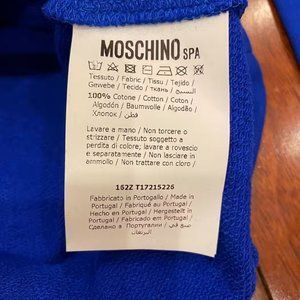 MOSCHINO SPA
Tessuto / Fabric / Tissu / Tejido /
Gewebe / Tecido / ткань / النسيج
100% Cotone / Cotton / Coton /
Algodón / Baumwolle / Algodão /
Хлопок / قطن
Lavare a mano / Non torcere o
strizzare / Tessuto soggetto a
perdita di colore / lavare a rovescio
e separatamente / Non lasciare in
ammollo / Non trattare con cloro
162Z T17215226
Fabbricato in Portogallo / Made in
Portugal / Fabriqué au Portugal /
Hecho en Portugal / Hergestellt in
Portugal / Fabricado em Portugal /
Сделано в Португалии / صنع في
البرتغال